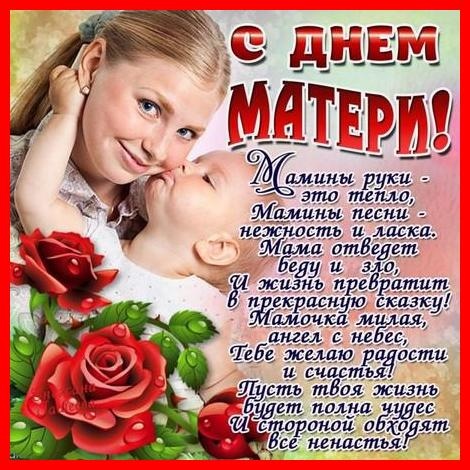 С ДНЕМ
МАТЕРИ!
Мамины руки -
это тепло,
Мамины песни -
нежность и ласка.
Мама отведет
беду и зло,
И жизнь превратит
в прекрасную сказку!
Мамочка милая,
ангел с небес,
Тебе желаю радости
и счастья!
Пусть твоя жизнь
будет полна чудес
И стороной обходят
все ненастья!